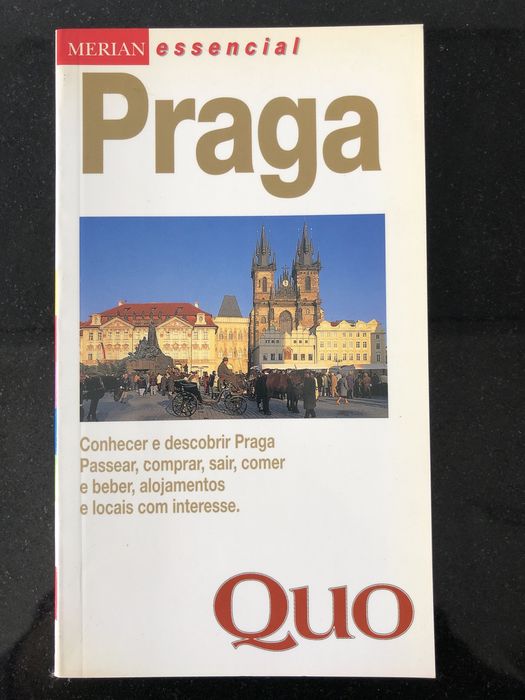 MERIAN essencial
Praga
Conhecer e descobrir Praga
Passear, comprar, sair, comer
e beber, alojamentos
e locais com interesse.
Quo